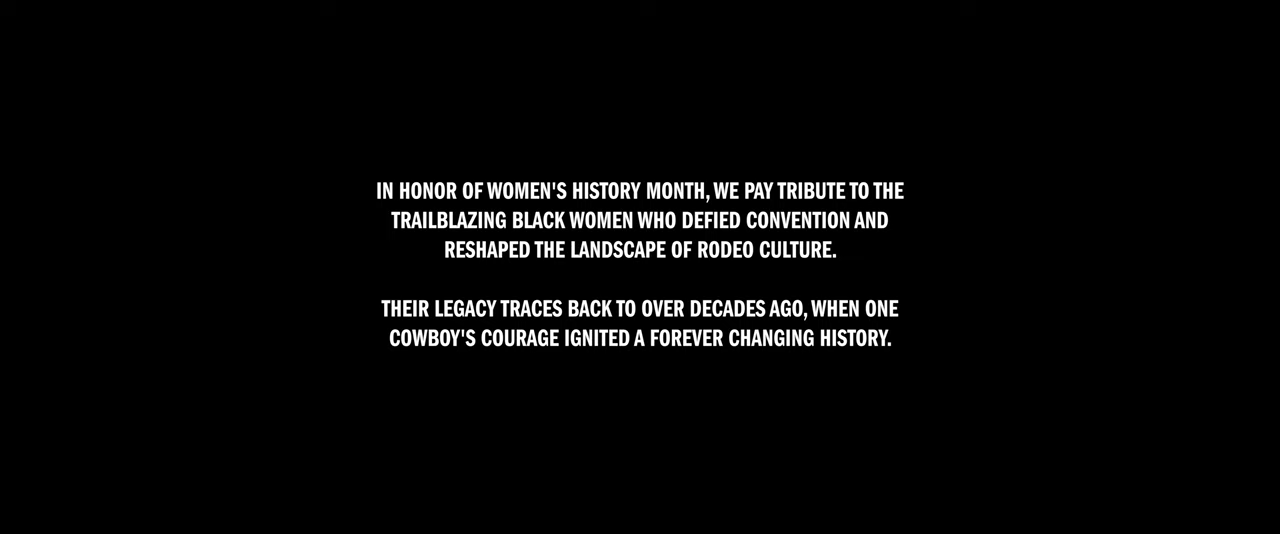 IN HONOR OF WOMEN'S HISTORY MONTH, WE PAY TRIBUTE TO THE
TRAILBLAZING BLACK WOMEN WHO DEFIED CONVENTION AND
RESHAPED THE LANDSCAPE OF RODEO CULTURE.
THEIR LEGACY TRACES BACK TO OVER DECADES AGO, WHEN ONE
COWBOY'S COURAGE IGNITED A FOREVER CHANGING HISTORY.